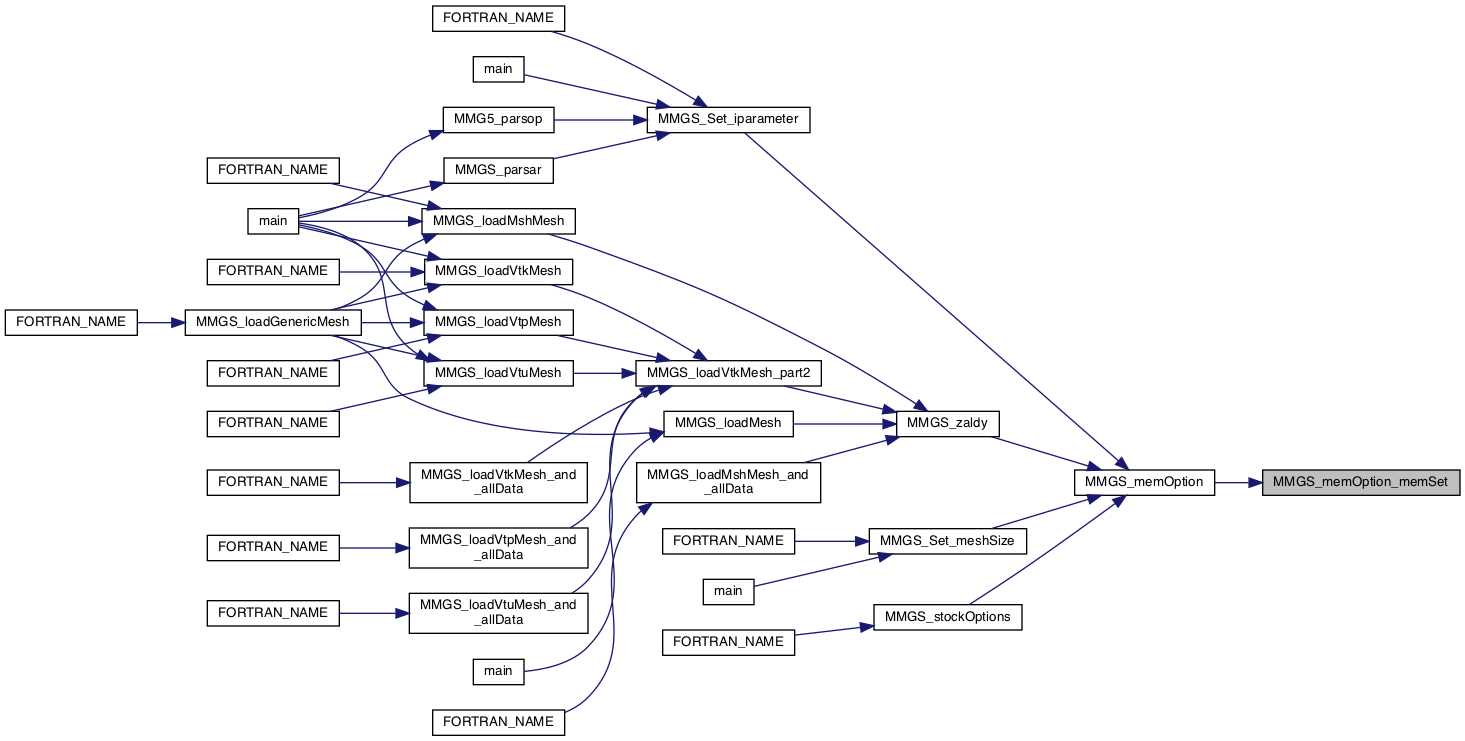 FORTRAN_NAME
main
MMG5_parsop
MMGS_Set_iparameter
FORTRAN_NAME
MMGS_parsar
main
MMGS_loadMshMesh
FORTRAN_NAME
MMGS_loadVtkMesh
FORTRAN_NAME
MMGS_loadGenericMesh
MMGS_loadVtpMesh
FORTRAN_NAME
MMGS_loadVtuMesh
MMGS_loadVtkMesh_part2
FORTRAN_NAME
MMGS_loadMesh
MMGS_zaldy
FORTRAN_NAME
MMGS_loadVtkMesh_and
_allData
MMGS_loadMshMesh_and
_allData
MMGS_memOption
MMGS_memOption_memSet
FORTRAN_NAME
MMGS_loadVtpMesh_and
_allData
FORTRAN_NAME
MMGS_Set_meshSize
main
FORTRAN_NAME
MMGS_loadVtuMesh_and
_allData
MMGS_stockOptions
FORTRAN_NAME
main
FORTRAN_NAME